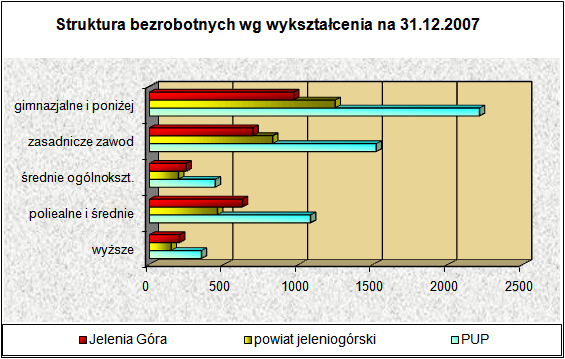 Struktura bezrobotnych wg wykształcenia na 31.12.2007
gimnazjalne i poniżej
zasadnicze zawod
średnie ogólnokszt.
poliealne i średnie
wyższe
0 500 1000 1500 2000 2500
Jelenia Góra powiat jeleniogórski PUP